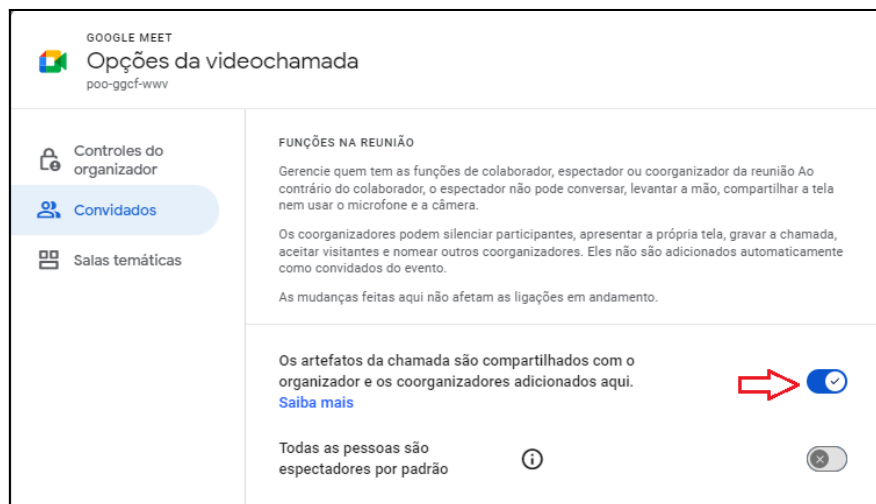 GOOGLE MEET
Opções da videochamada
poo-ggcf-wwv
Controles do
organizador
Convidados
Salas temáticas
FUNÇÕES NA REUNIÃO
Gerencie quem tem as funções de colaborador, espectador ou coorganizador da reunião Ao
contrário do colaborador, o espectador não pode conversar, levantar a mão, compartilhar a tela
nem usar o microfone e a câmera.
Os coorganizadores podem silenciar participantes, apresentar a própria tela, gravar a chamada,
aceitar visitantes e nomear outros coorganizadores. Eles não são adicionados automaticamente
como convidados do evento.
As mudanças feitas aqui não afetam as ligações em andamento.
Os artefatos da chamada são compartilhados com o
organizador e os coorganizadores adicionados aqui.
Saiba mais
Todas as pessoas são
espectadores por padrão